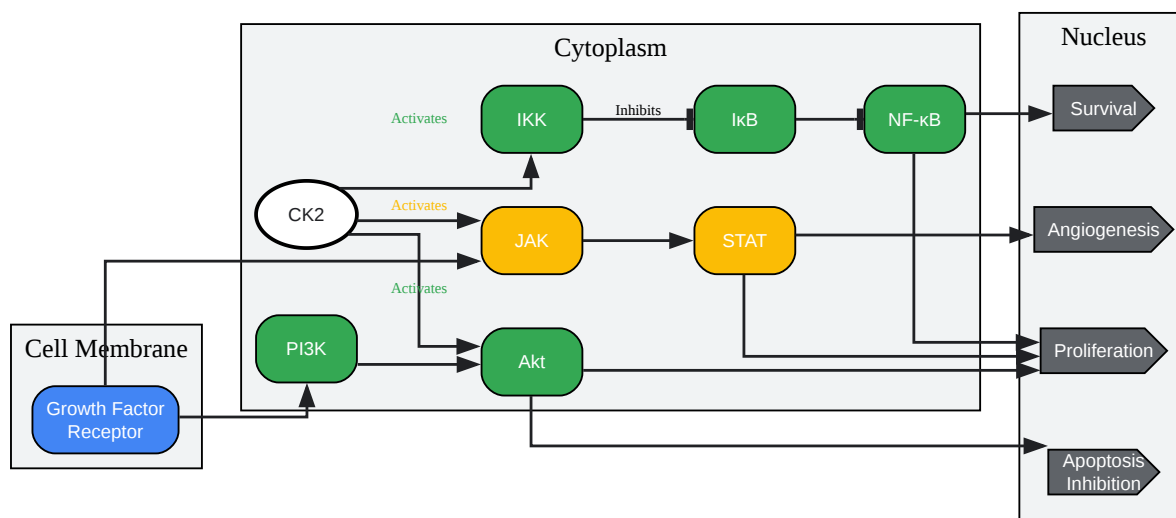 Cytoplasm
Nucleus
Activates
IKK
Inhibits
IκB
NF-κB
Survival
CK2
Activates
JAK
STAT
Angiogenesis
Activates
Cell Membrane
PI3K
Akt
Proliferation
Growth Factor
Receptor
Apoptosis
Inhibition